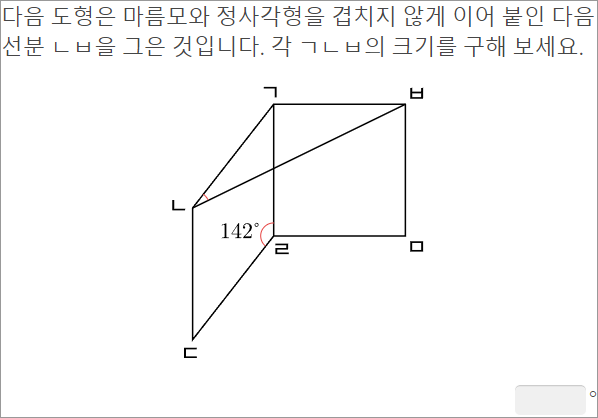 다음 도형은 마름모와 정사각형을 겹치지 않게 이어 붙인 다음
선분 ㄴㅂ을 그은 것입니다. 각 ㄱㄴㅂ의 크기를 구해 보세요.
ㄱ
ㅂ
ㄴ
142°
ㄹ
ㅁ
ㄷ
°